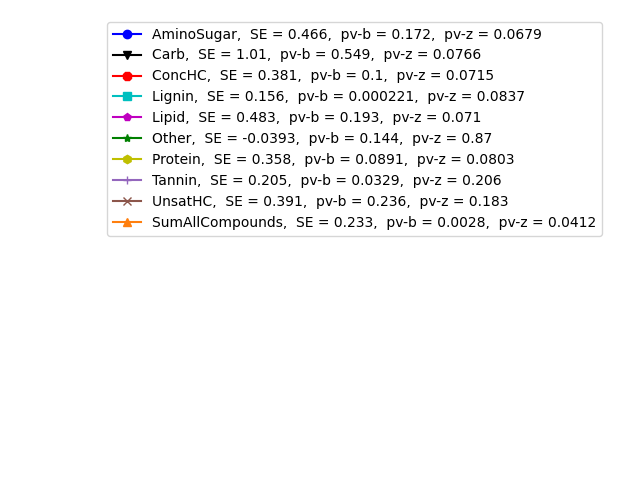 AminoSugar,  SE = 0.466,  pv-b = 0.172,  pv-z = 0.0679
Carb,  SE = 1.01,  pv-b = 0.549,  pv-z = 0.0766
ConcHC,  SE = 0.381,  pv-b = 0.1,  pv-z = 0.0715
Lignin,  SE = 0.156,  pv-b = 0.000221,  pv-z = 0.0837
Lipid,  SE = 0.483,  pv-b = 0.193,  pv-z = 0.071
Other,  SE = -0.0393,  pv-b = 0.144,  pv-z = 0.87
Protein,  SE = 0.358,  pv-b = 0.0891,  pv-z = 0.0803
Tannin,  SE = 0.205,  pv-b = 0.0329,  pv-z = 0.206
UnsatHC,  SE = 0.391,  pv-b = 0.236,  pv-z = 0.183
SumAllCompounds,  SE = 0.233,  pv-b = 0.0028,  pv-z = 0.0412